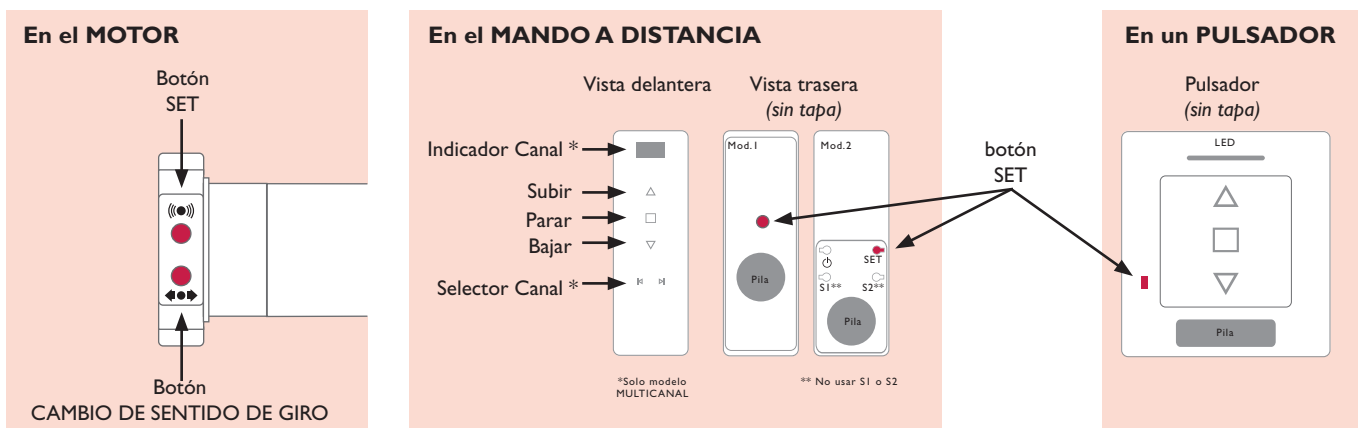 En el MOTOR
Botón
SET
Botón
CAMBIO DE SENTIDO DE GIRO
En el MANDO A DISTANCIA
Vista delantera
Indicador Canal *
Subir
Parar
Bajar
Selector Canal *
*Solo modelo
MULTICANAL
Vista trasera
(sin tapa)
Mod.1
Pila
Mod.2
SET
S1** S2**
Pila
** No usar S1 o S2
botón
SET
En un PULSADOR
Pulsador
(sin tapa)
LED
Pila